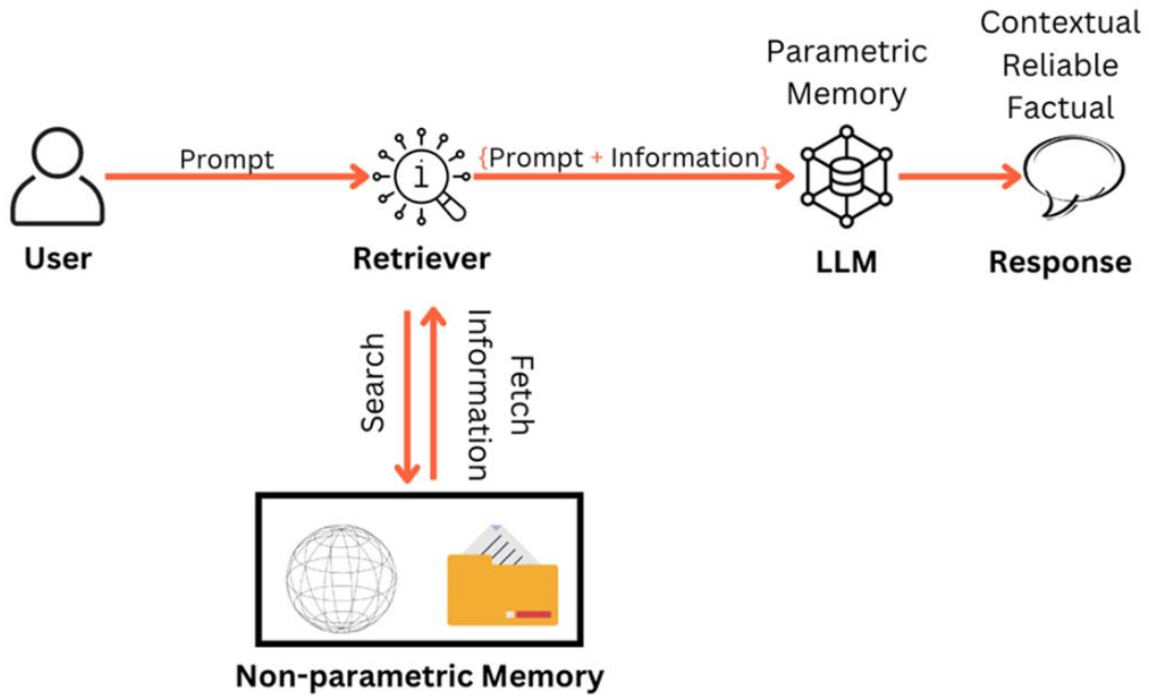 Contextual
Reliable
Factual
Parametric
Memory
Prompt
{Prompt + Information}
i
User
Retriever
LLM
Response
Search
Fetch
Information
Non-parametric Memory